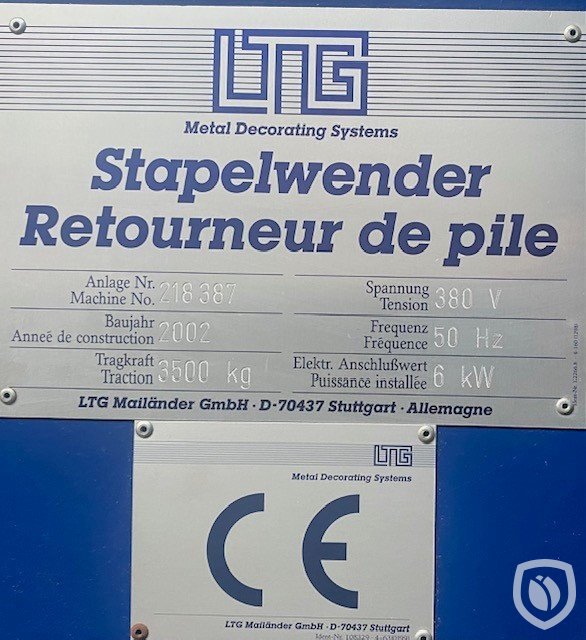 LTG
Metal Decorating Systems
Stapelwender
Retourneur de pile
Anlage Nr.
Machine No. 218 387
Baujahr
Anneé de construction 2002
Tragkraft
Traction 3500 kg
Spannung
Tension 380 V
Frequenz
Fréquence 50 Hz
Elektr. Anschlußwert
Puissance installée 6 kW
LTG Mailänder GmbH · D-70437 Stuttgart · Allemagne
LTG
Metal Decorating Systems
CE
LTG Mailänder GmbH · D-70437 Stuttgart